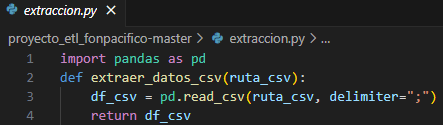 extraccion.py ×
proyecto_etl_fonpacifico-master > extraccion.py > ...
1 import pandas as pd
2 def extraer_datos_csv(ruta_csv):
3     df_csv = pd.read_csv(ruta_csv, delimiter=";")
4     return df_csv